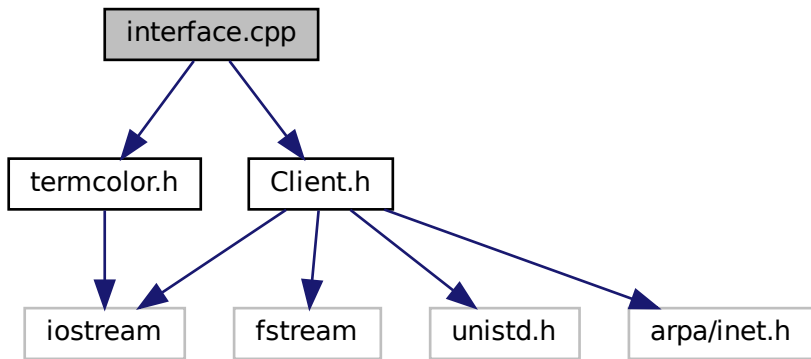 interface.cpp
termcolor.h
Client.h
iostream
fstream
unistd.h
arpa/inet.h